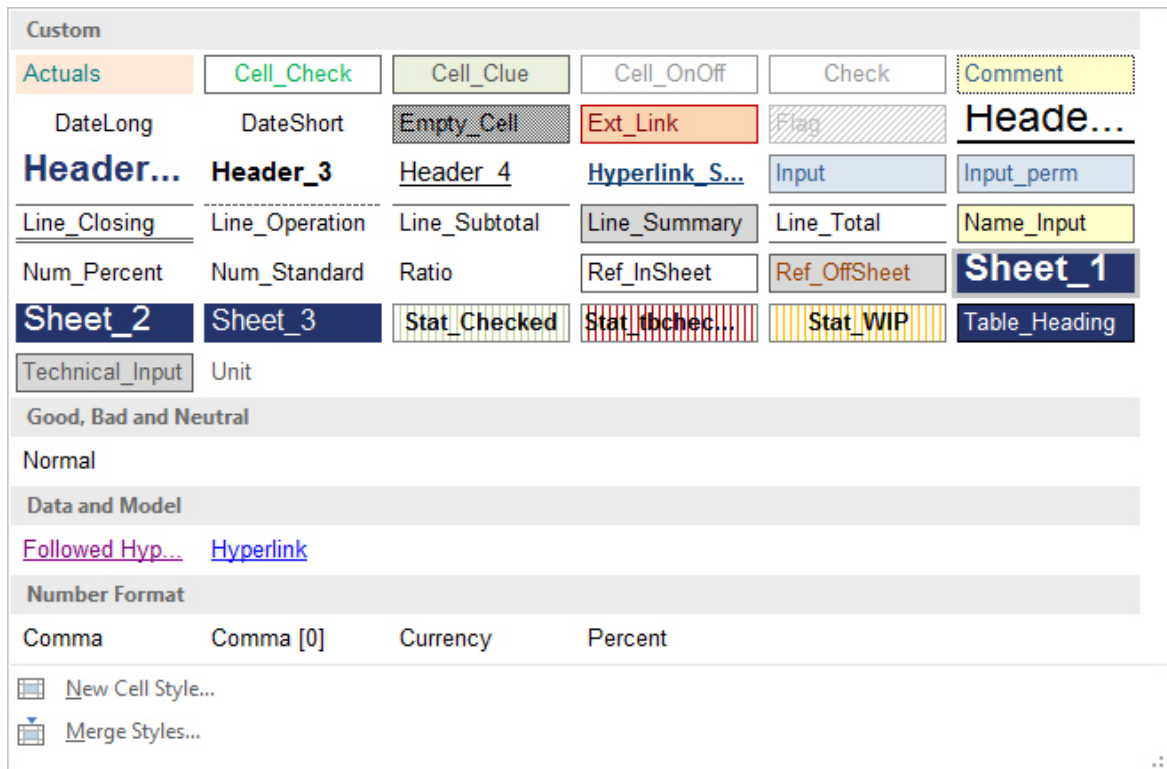 Custom
Actuals Cell_Check Cell_Clue Cell_OnOff Check Comment
DateLong DateShort Empty_Cell Ext_Link Flag Heade...
Header... Header_3 Header_4 Hyperlink_S... Input Input_perm
Line_Closing Line_Operation Line_Subtotal Line_Summary Line_Total Name_Input
Num_Percent Num_Standard Ratio Ref_InSheet Ref_OffSheet Sheet_1
Sheet_2 Sheet_3 Stat_Checked Stat_tbchec... Stat_WIP Table_Heading
Technical_Input Unit
Good, Bad and Neutral
Normal
Data and Model
Followed Hyp... Hyperlink
Number Format
Comma Comma [0] Currency Percent
New Cell Style...
Merge Styles...